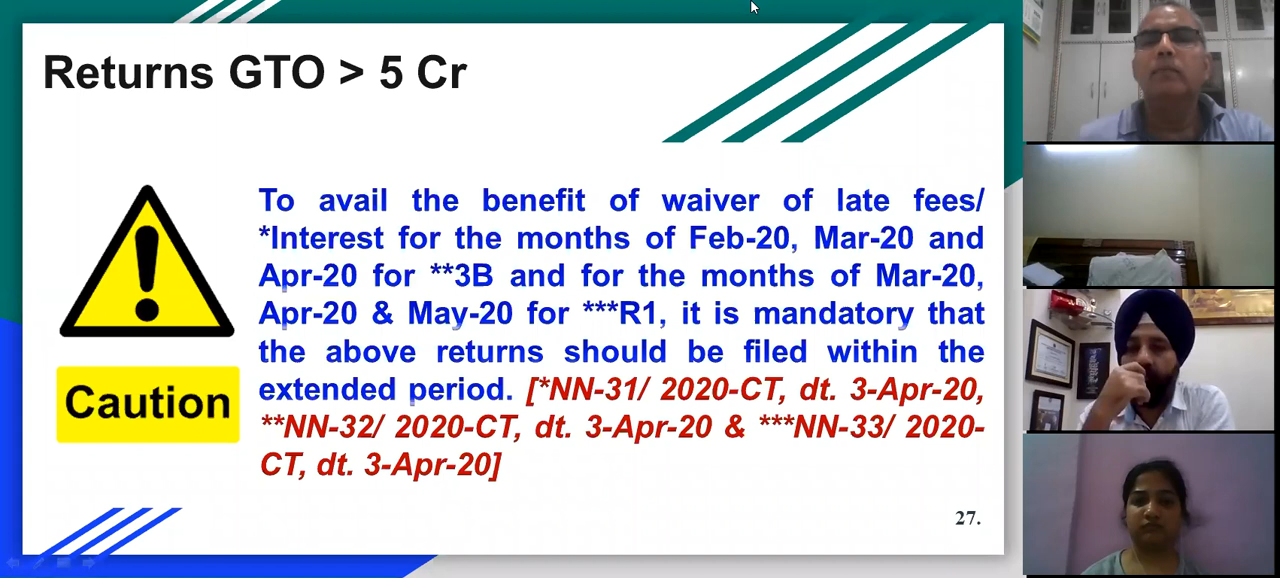 Returns GTO > 5 Cr
To avail the benefit of waiver of late fees/
*Interest for the months of Feb-20, Mar-20 and
Apr-20 for **3B and for the months of Mar-20,
Apr-20 & May-20 for ***R1, it is mandatory that
the above returns should be filed within the
extended period. [*NN-31/ 2020-CT, dt. 3-Apr-20,
**NN-32/ 2020-CT, dt. 3-Apr-20 & ***NN-33/ 2020-
CT, dt. 3-Apr-20]
Caution
27.